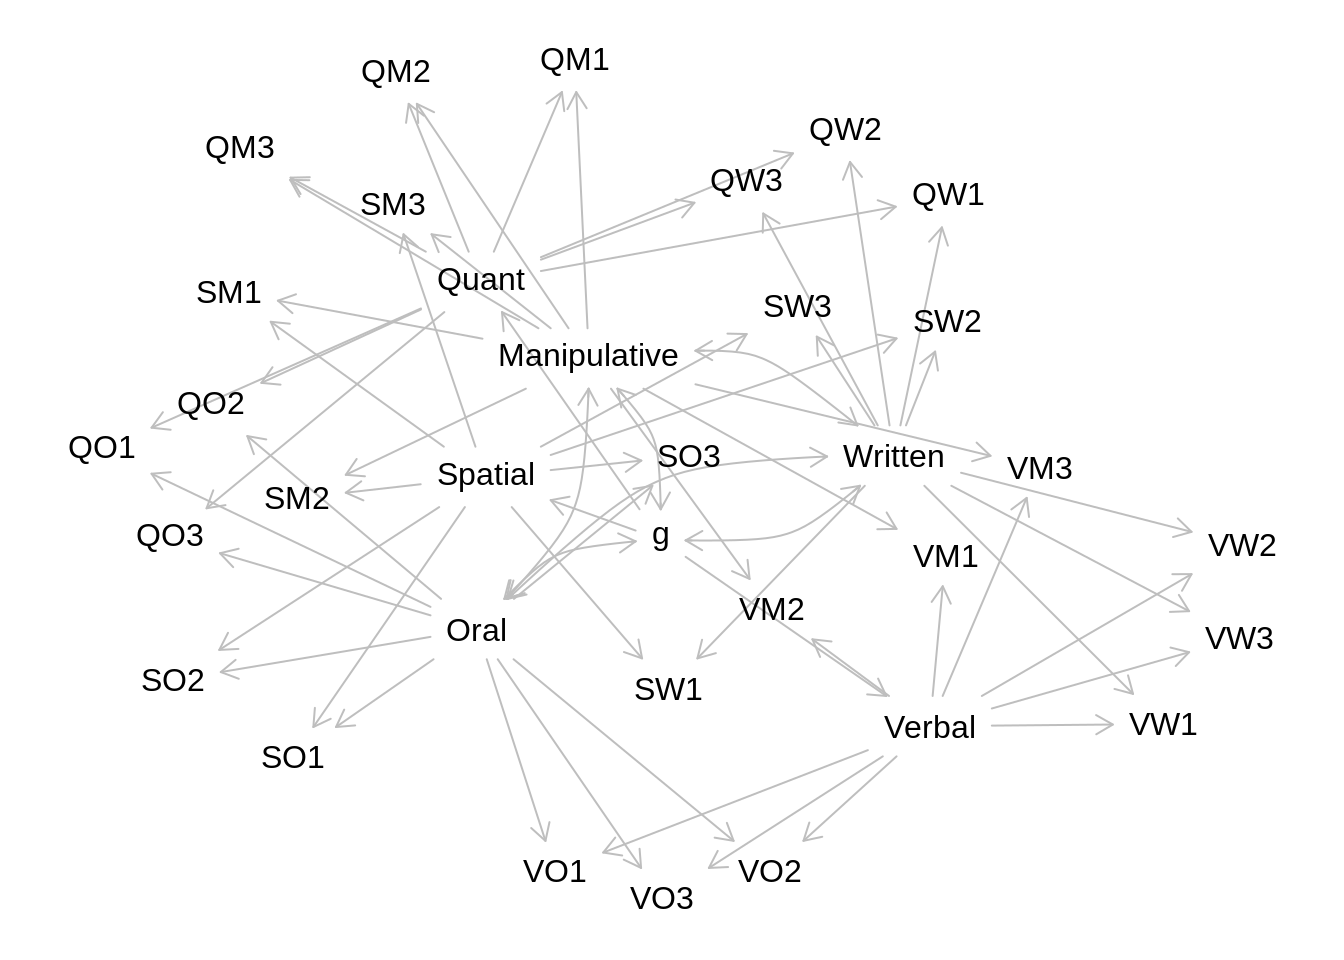 QM1
QM2
QW2
QM3
QW3
QW1
SM3
Quant
SM1
SW3
SW2
Manipulative
QO2
QO1
SO3
Written
VM3
Spatial
SM2
QO3
g
VW2
VM1
VM2
Oral
VW3
SO2
SW1
VW1
Verbal
SO1
VO1
VO2
VO3